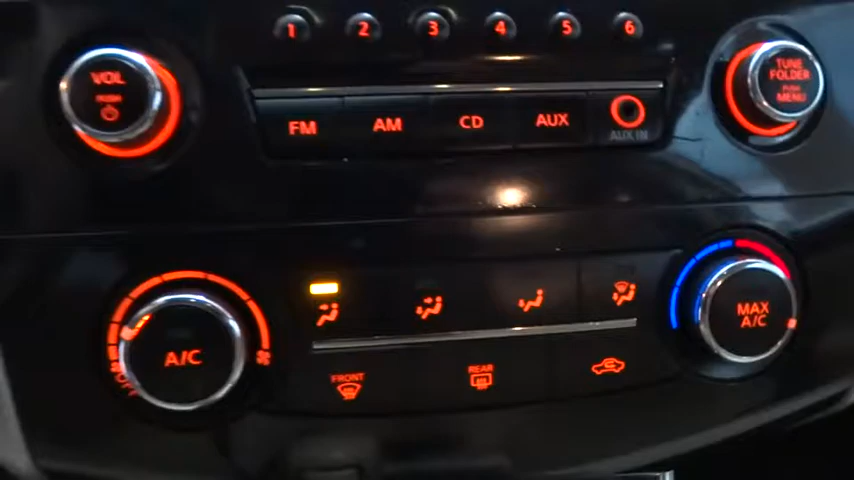 1 2 3 4 5 6
VOL
PUSH
TUNE
FOLDER
PUSH
MENU
FM AM CD AUX
AUX IN
A/C
OFF
MAX
A/C
FRONT
REAR